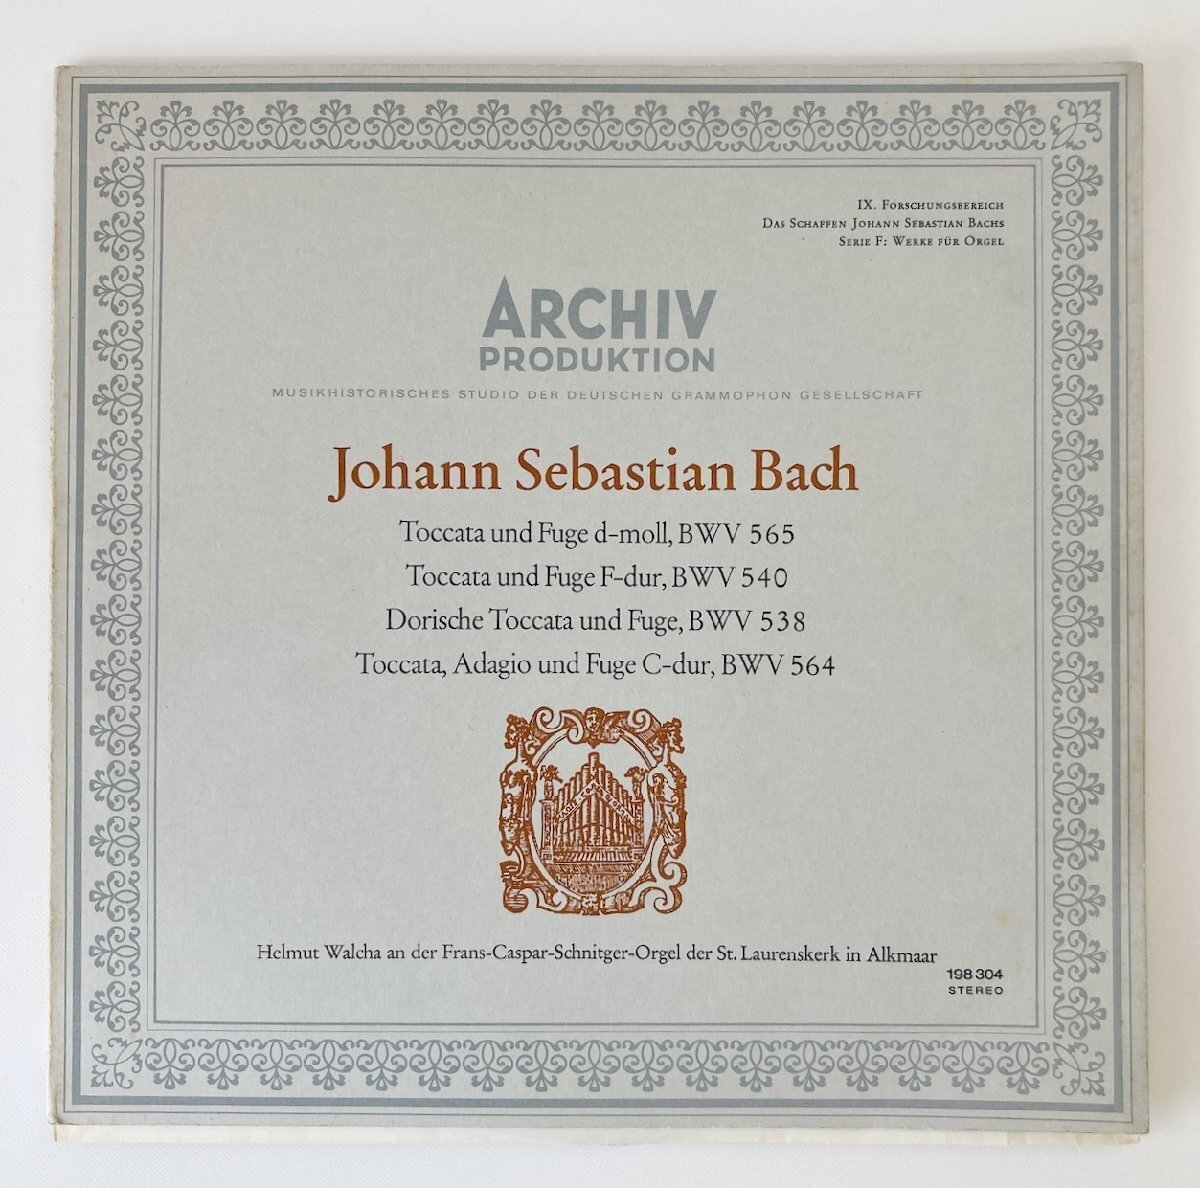 IX. Forschungsbereich
Das Schaffen Johann Sebastian Bachs
Serie F: Werke für Orgel
ARCHIV
PRODUKTION
MUSIKHISTORISCHES STUDIO DER DEUTSCHEN GRAMMOPHON GESELLSCHAFT
Johann Sebastian Bach
Toccata und Fuge d-moll, BWV 565
Toccata und Fuge F-dur, BWV 540
Dorische Toccata und Fuge, BWV 538
Toccata, Adagio und Fuge C-dur, BWV 564
Helmut Walcha an der Frans-Caspar-Schnitger-Orgel der St. Laurenskerk in Alkmaar
198 304
STEREO